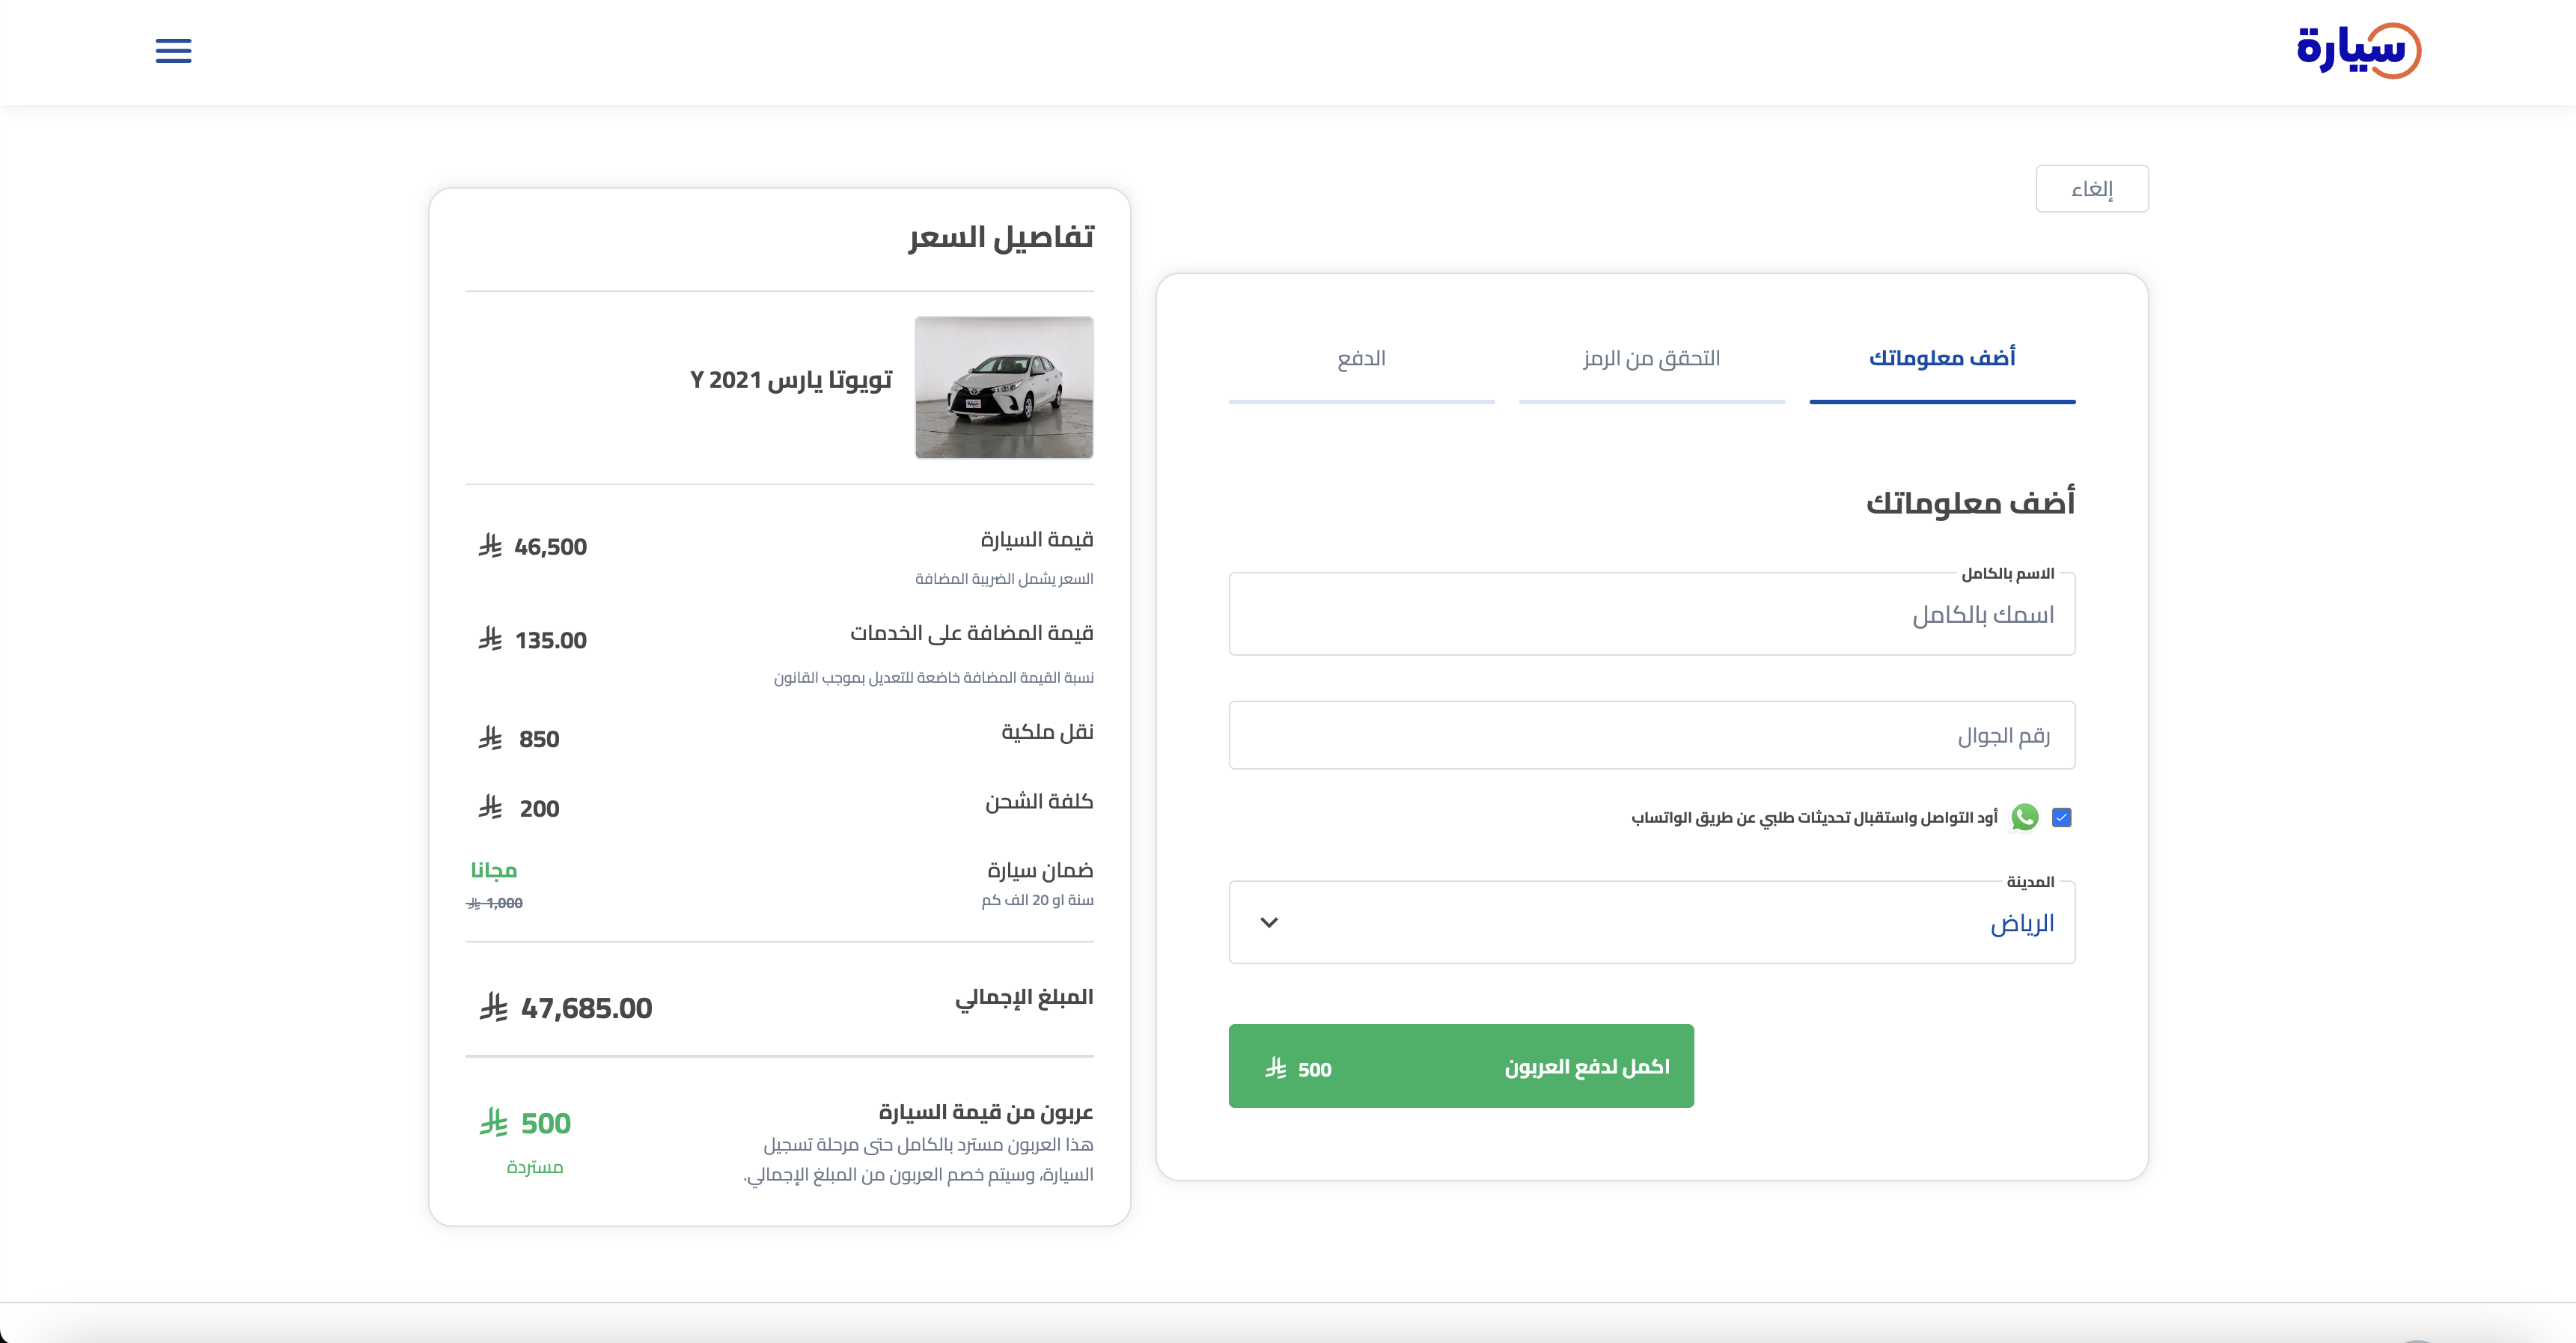 سيارة
إلغاء
أضف معلوماتك
التحقق من الرمز
الدفع
أضف معلوماتك
الاسم بالكامل
اسمك بالكامل
رقم الجوال
أود التواصل واستقبال تحديثات طلبي عن طريق الواتساب
المدينة
الرياض
اكمل لدفع العربون 500
تفاصيل السعر
تويوتا يارس Y 2021
قيمة السيارة 46,500
السعر يشمل الضريبة المضافة
قيمة المضافة على الخدمات 135.00
نسبة القيمة المضافة خاضعة للتعديل بموجب القانون
نقل ملكية 850
كلفة الشحن 200
ضمان سيارة مجانا
سنة او 20 الف كم 1,000
المبلغ الإجمالي 47,685.00
عربون من قيمة السيارة 500
هذا العربون مسترد بالكامل حتى مرحلة تسجيل
السيارة، وسيتم خصم العربون من المبلغ الإجمالي.
مستردة